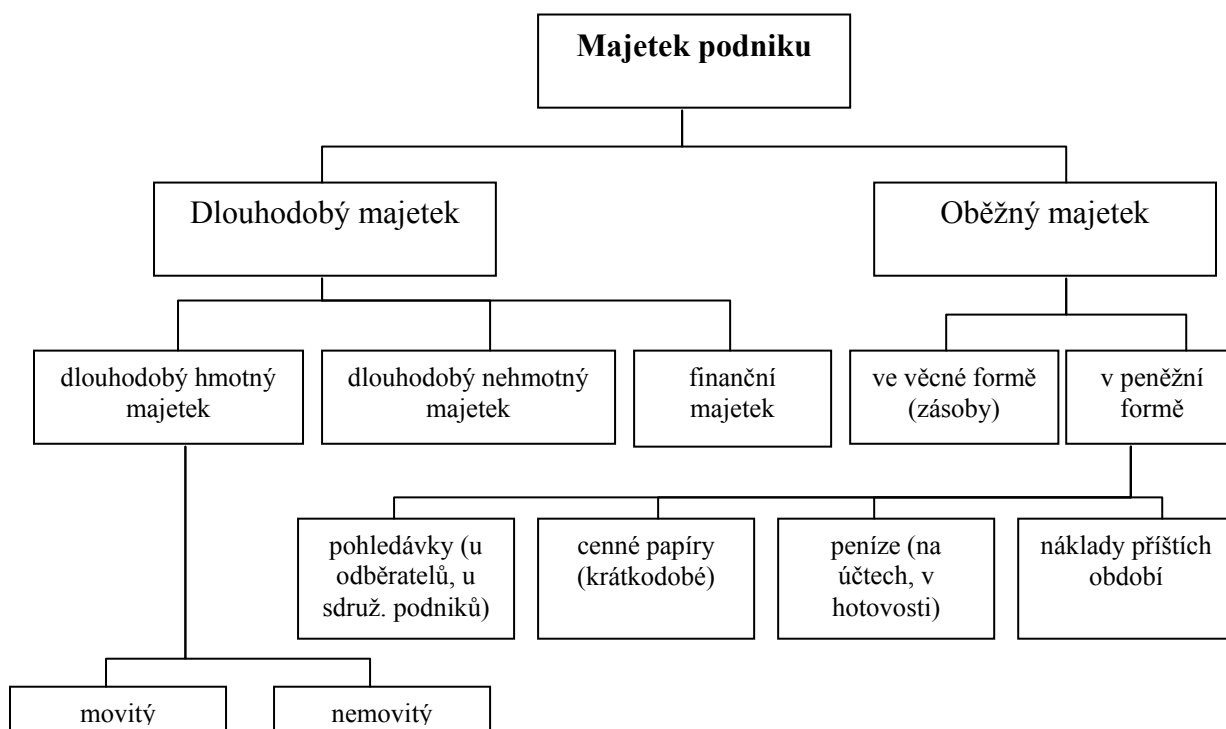 Majetek podniku
Dlouhodobý majetek
Oběžný majetek
dlouhodobý hmotný
majetek
dlouhodobý nehmotný
majetek
finanční
majetek
ve věcné formě
(zásoby)
v peněžní
formě
pohledávky (u
odběratelů, u
sdruž. podniků)
cenné papíry
(krátkodobé)
peníze (na
účtech, v
hotovosti)
náklady příštích
období
movitý
nemovitý